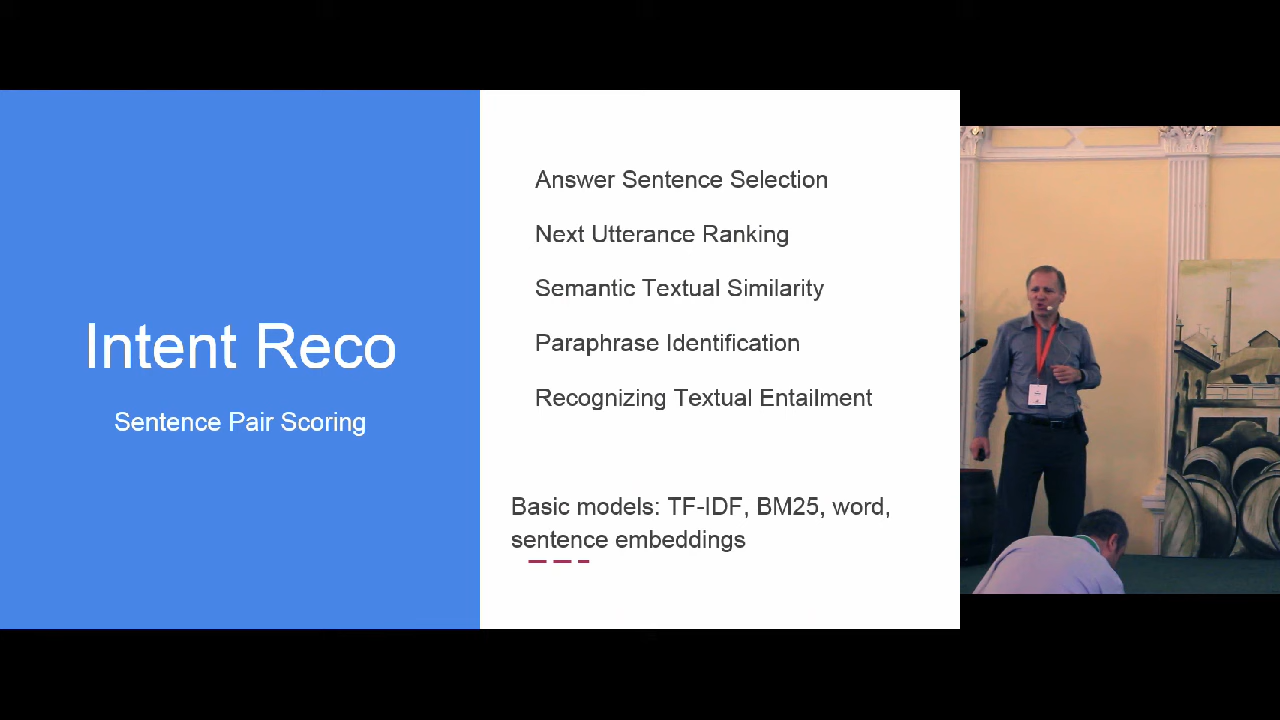 Intent Reco
Sentence Pair Scoring
Answer Sentence Selection
Next Utterance Ranking
Semantic Textual Similarity
Paraphrase Identification
Recognizing Textual Entailment
Basic models: TF-IDF, BM25, word,
sentence embeddings